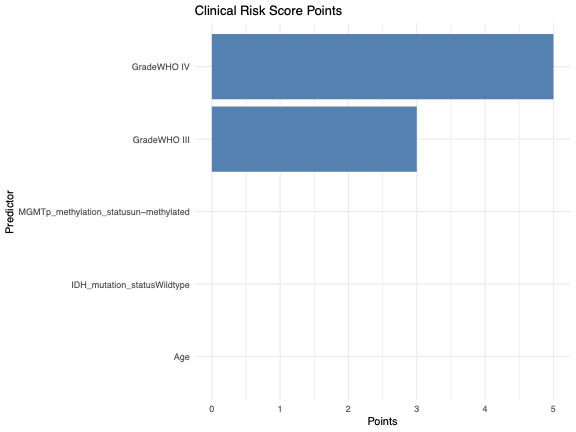 Clinical Risk Score Points
GradeWHO IV
GradeWHO III
MGMTp_methylation_statusun−methylated
IDH_mutation_statusWildtype
Age
Predictor
0 1 2 3 4 5
Points